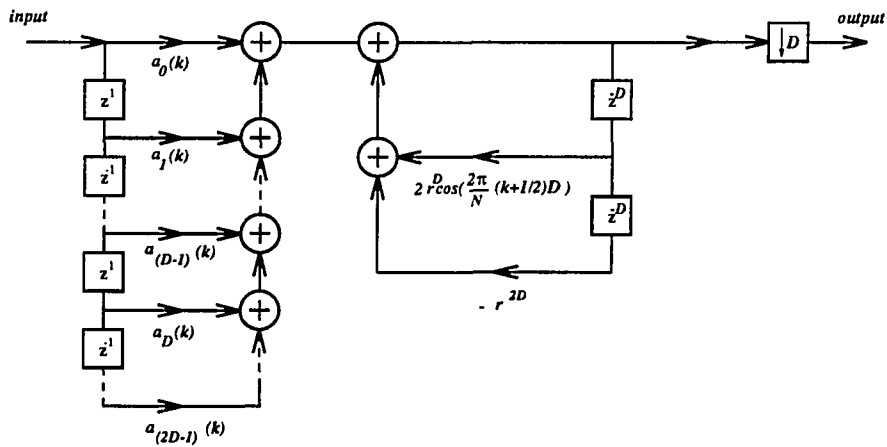 input
output
a_0(k)
+
+
↓D
z^1
z^D
a_1(k)
+
+
2 r^D cos( 2π/N (k+1/2)D )
z^1
z^D
a_(D-1) (k)
+
z^1
- r^2D
a_D(k)
+
z^1
a_(2D-1) (k)